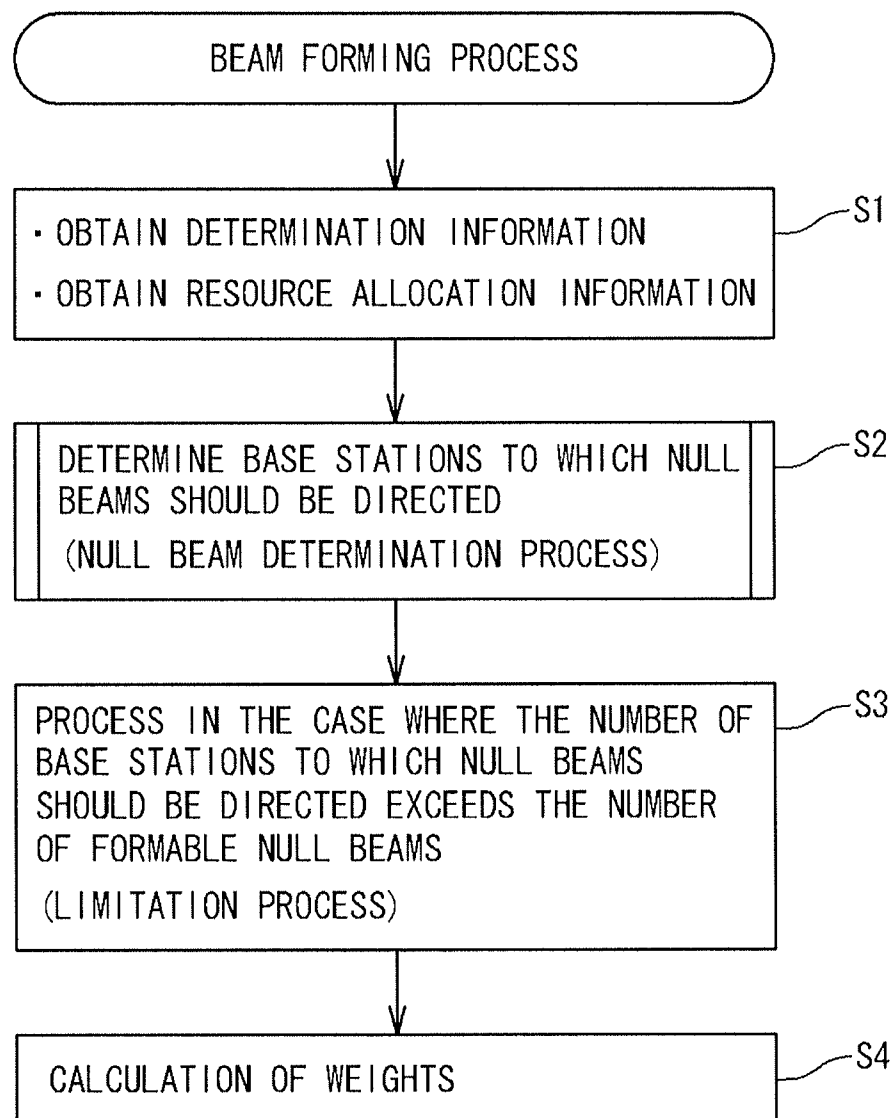 BEAM FORMING PROCESS
S1
・OBTAIN DETERMINATION INFORMATION
・OBTAIN RESOURCE ALLOCATION INFORMATION
S2
DETERMINE BASE STATIONS TO WHICH NULL
BEAMS SHOULD BE DIRECTED
(NULL BEAM DETERMINATION PROCESS)
S3
PROCESS IN THE CASE WHERE THE NUMBER OF
BASE STATIONS TO WHICH NULL BEAMS
SHOULD BE DIRECTED EXCEEDS THE NUMBER
OF FORMABLE NULL BEAMS
(LIMITATION PROCESS)
S4
CALCULATION OF WEIGHTS